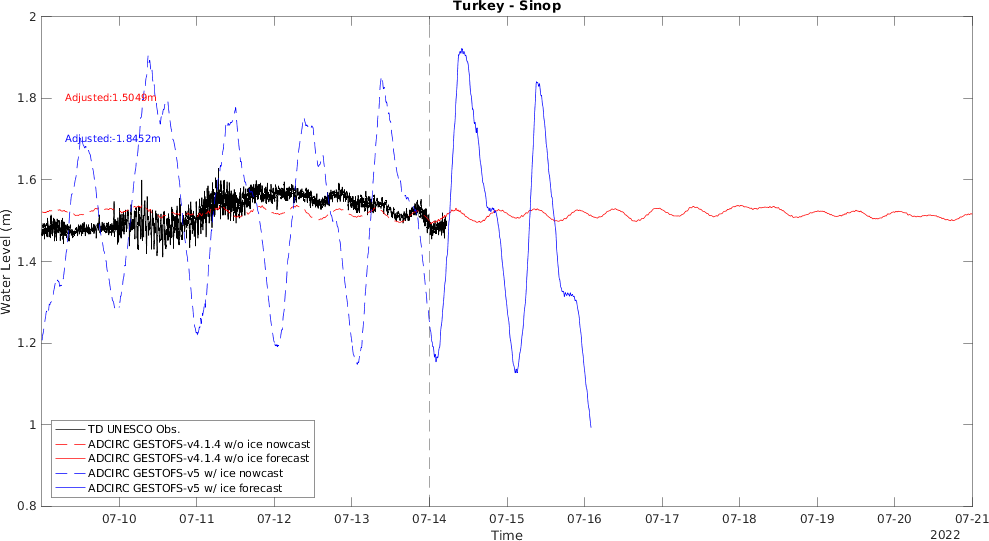 Turkey - Sinop
2
1.8
1.6
1.4
1.2
1
0.8
Water Level (m)
Adjusted:1.5049m
Adjusted:-1.8452m
TD UNESCO Obs.
ADCIRC GESTOFS-v4.1.4 w/o ice nowcast
ADCIRC GESTOFS-v4.1.4 w/o ice forecast
ADCIRC GESTOFS-v5 w/ ice nowcast
ADCIRC GESTOFS-v5 w/ ice forecast
07-10 07-11 07-12 07-13 07-14 07-15 07-16 07-17 07-18 07-19 07-20 07-21
Time
2022